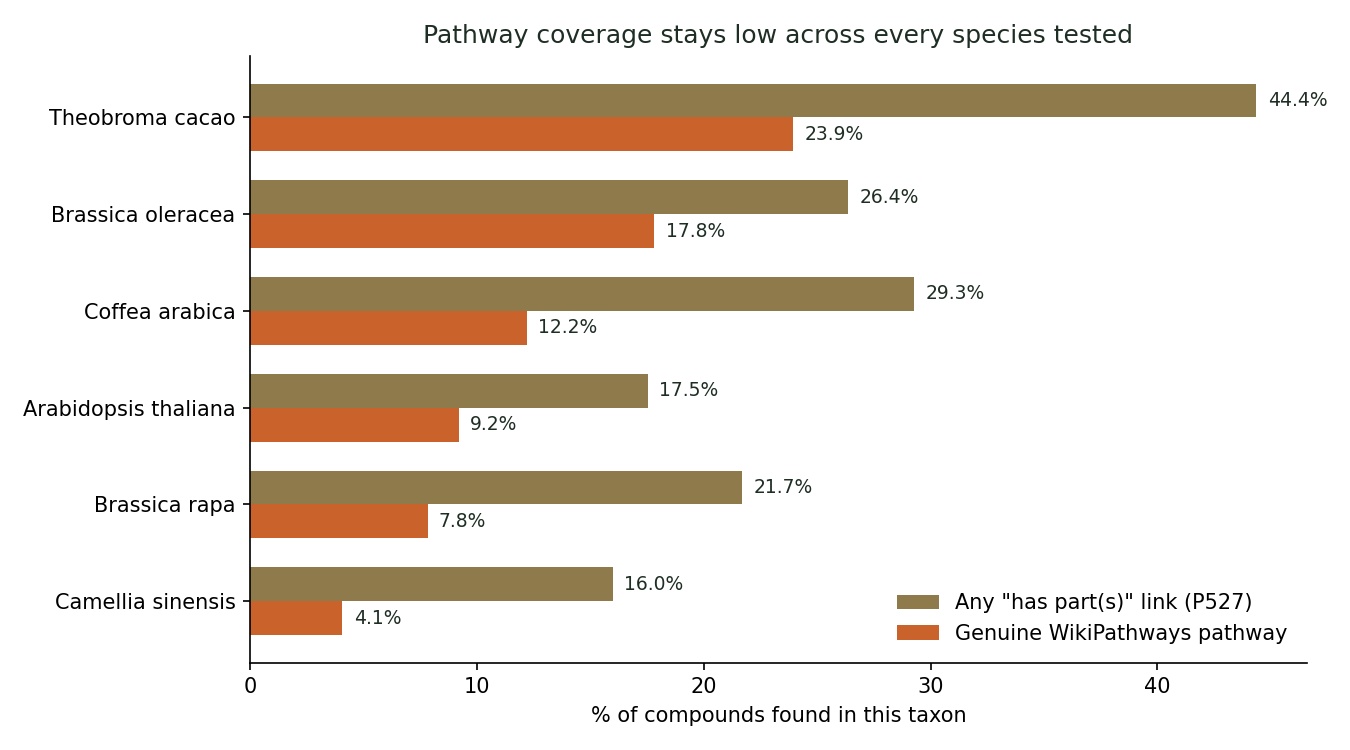 Pathway coverage stays low across every species tested
Theobroma cacao
44.4%
23.9%
Brassica oleracea
26.4%
17.8%
Coffea arabica
29.3%
12.2%
Arabidopsis thaliana
17.5%
9.2%
Brassica rapa
21.7%
7.8%
Camellia sinensis
16.0%
4.1%
Any "has part(s)" link (P527)
Genuine WikiPathways pathway
0 10 20 30 40
% of compounds found in this taxon